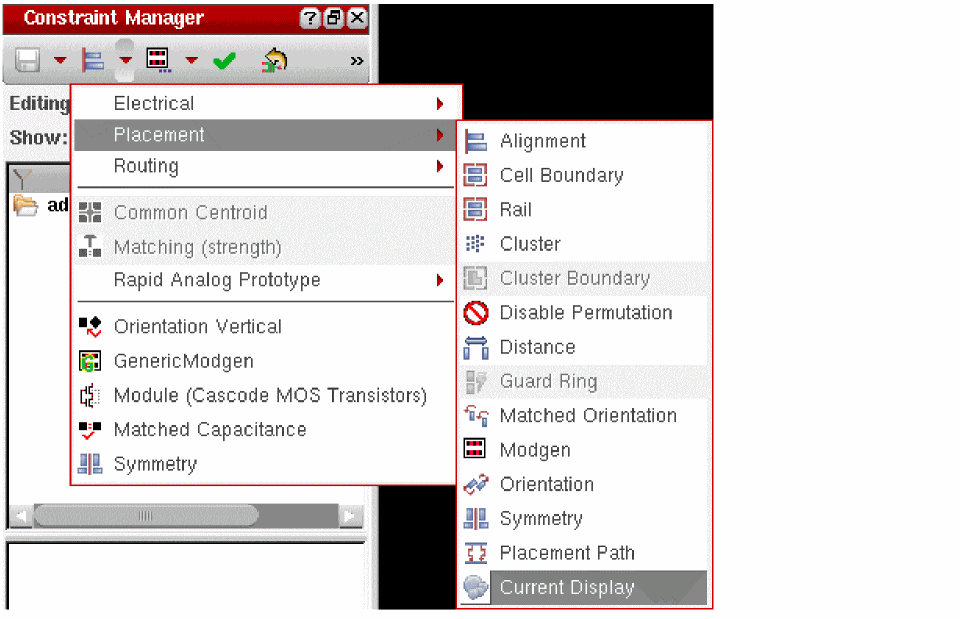 Constraint Manager
»
Editing
Show:
ad
Electrical
Placement
Routing
Common Centroid
Matching (strength)
Rapid Analog Prototype
Orientation Vertical
GenericModgen
Module (Cascode MOS Transistors)
Matched Capacitance
Symmetry
Alignment
Cell Boundary
Rail
Cluster
Cluster Boundary
Disable Permutation
Distance
Guard Ring
Matched Orientation
Modgen
Orientation
Symmetry
Placement Path
Current Display